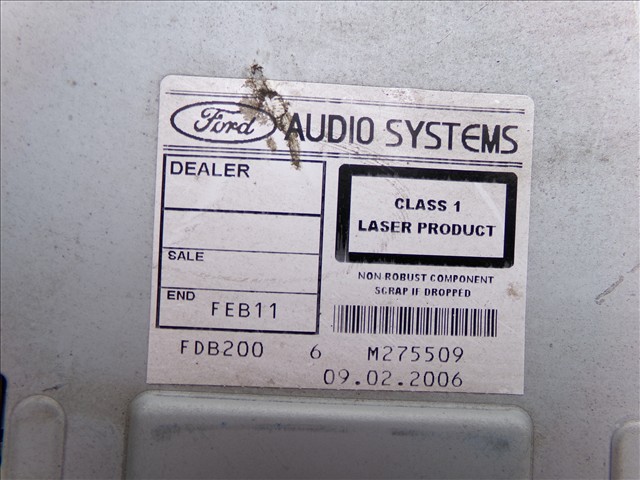 Ford AUDIO SYSTEMS
DEALER
SALE
END FEB11
CLASS 1
LASER PRODUCT
NON-ROBUST COMPONENT
SCRAP IF DROPPED
FDB200 6 M275509
09.02.2006